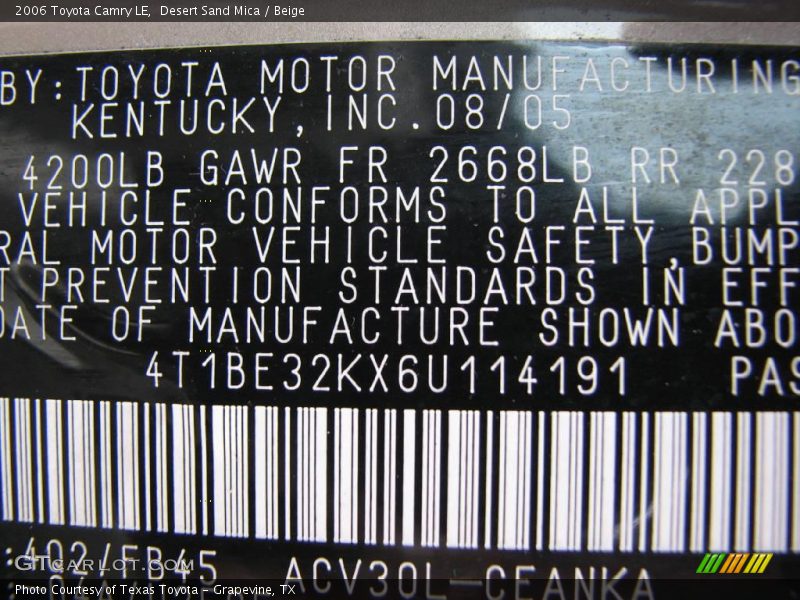 2006 Toyota Camry LE, Desert Sand Mica / Beige
BY:TOYOTA MOTOR MANUFACTURING
KENTUCKY,INC.08/05
4200LB GAWR FR 2668LB RR 228
VEHICLE CONFORMS TO ALL APPL
RAL MOTOR VEHICLE SAFETY,BUMP
T PREVENTION STANDARDS IN EFF
DATE OF MANUFACTURE SHOWN ABO
4T1BE32KX6U114191 PAS
:402/FB45 ACV30L-CEANKA
GTCarLot.com
Photo Courtesy of Texas Toyota - Grapevine, TX